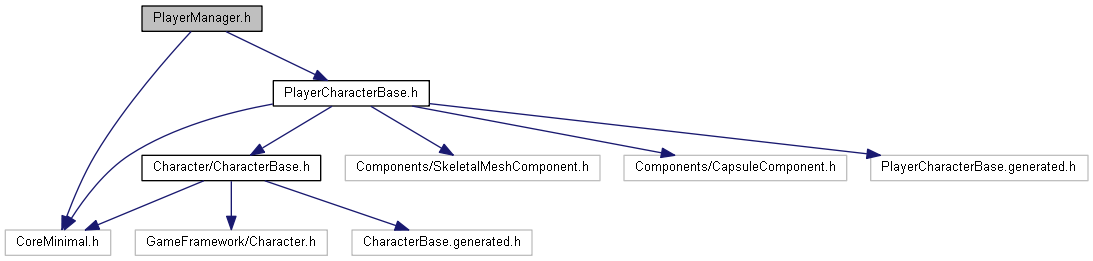 PlayerManager.h
PlayerCharacterBase.h
Character/CharacterBase.h
Components/SkeletalMeshComponent.h
Components/CapsuleComponent.h
PlayerCharacterBase.generated.h
CoreMinimal.h
GameFramework/Character.h
CharacterBase.generated.h